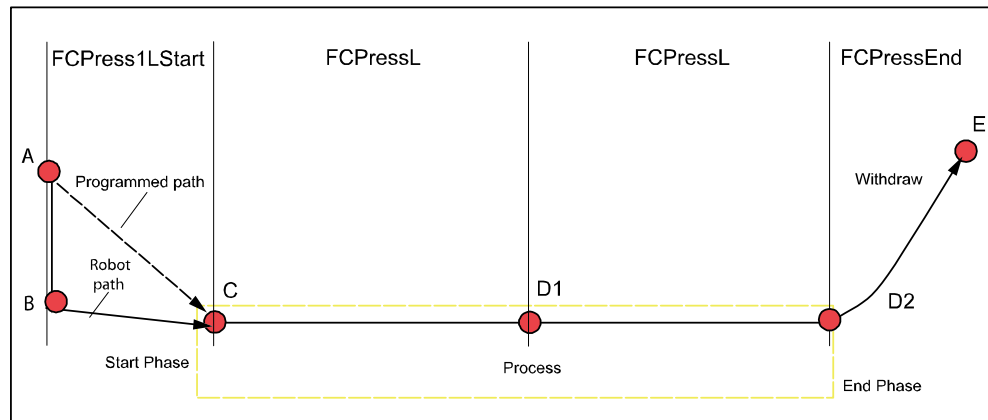 FCPress1LStart
FCPressL
FCPressL
FCPressEnd
A
E
Programmed path
Withdraw
Robot
path
B
C
D1
D2
Start Phase
Process
End Phase